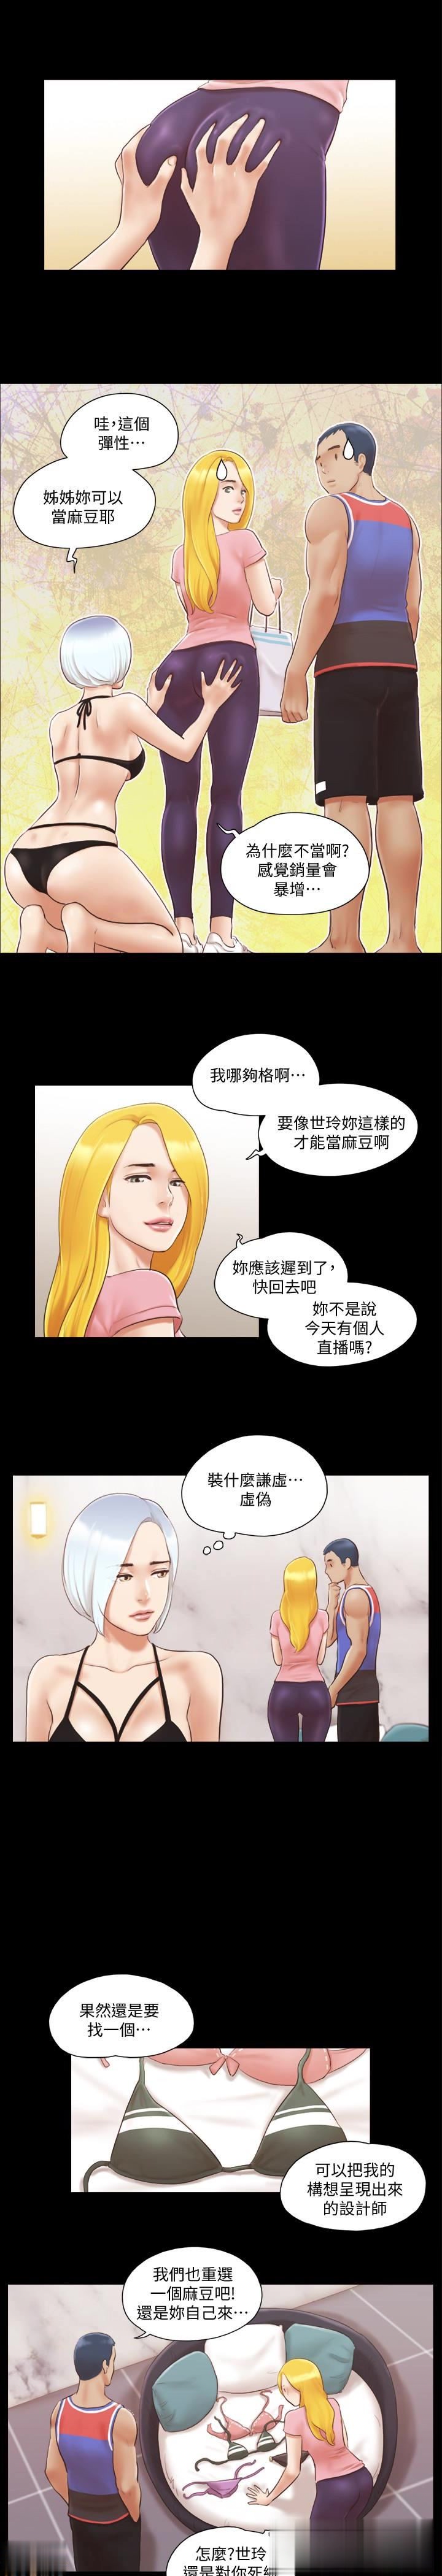 哇,這個
彈性⋯
姊姊妳可以
當麻豆耶
為什麼不當啊?
感覺銷量會
暴增⋯
我哪夠格啊⋯
要像世玲妳這樣的
才能當麻豆啊
妳應該遲到了,
快回去吧
妳不是說
今天有個人
直播嗎?
裝什麼謙虛⋯
虛偽
果然還是要
找一個⋯
可以把我的
構想呈現出來
的設計師
我們也重選
一個麻豆吧!
還是妳自己來⋯
怎麼?世玲
還是對你死